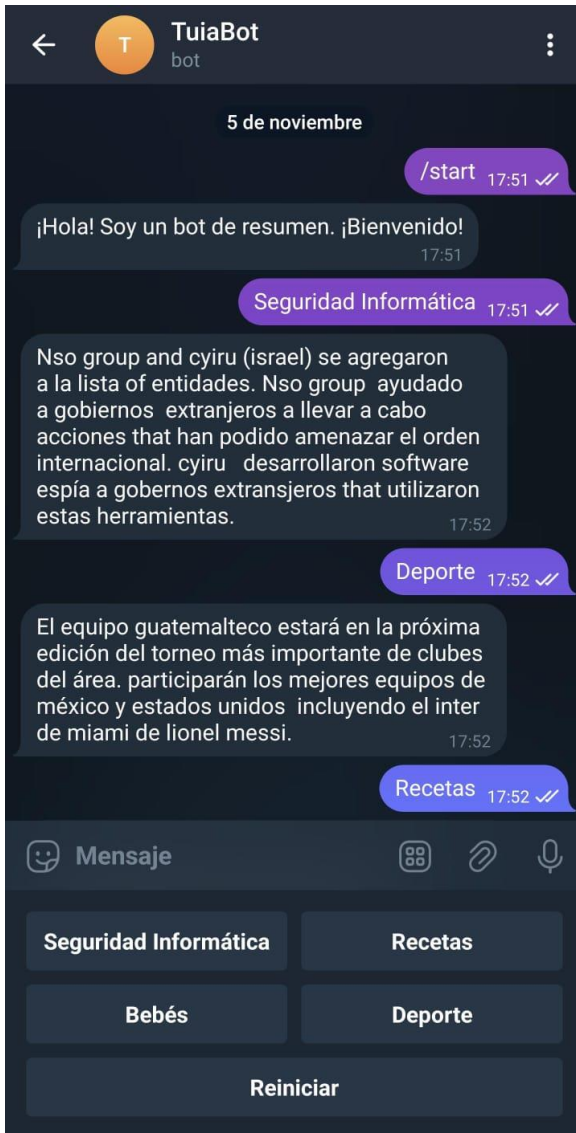 TuiaBot
T
bot
5 de noviembre
/start 17:51
¡Hola! Soy un bot de resumen. ¡Bienvenido!
17:51
Seguridad Informática 17:51
Nso group and cyiru (israel) se agregaron
a la lista of entidades. Nso group ayudado
a gobiernos extranjeros a llevar a cabo
acciones that han podido amenazar el orden
internacional. cyiru desarrollaron software
espía a gobernos extransjeros that utilizaron
estas herramientas.
17:52
Deporte 17:52
El equipo guatemalteco estará en la próxima
edición del torneo más importante de clubes
del área. participarán los mejores equipos de
méxico y estados unidos incluyendo el inter
de miami de lionel messi.
17:52
Recetas 17:52
Mensaje
Seguridad Informática
Recetas
Bebés
Deporte
Reiniciar